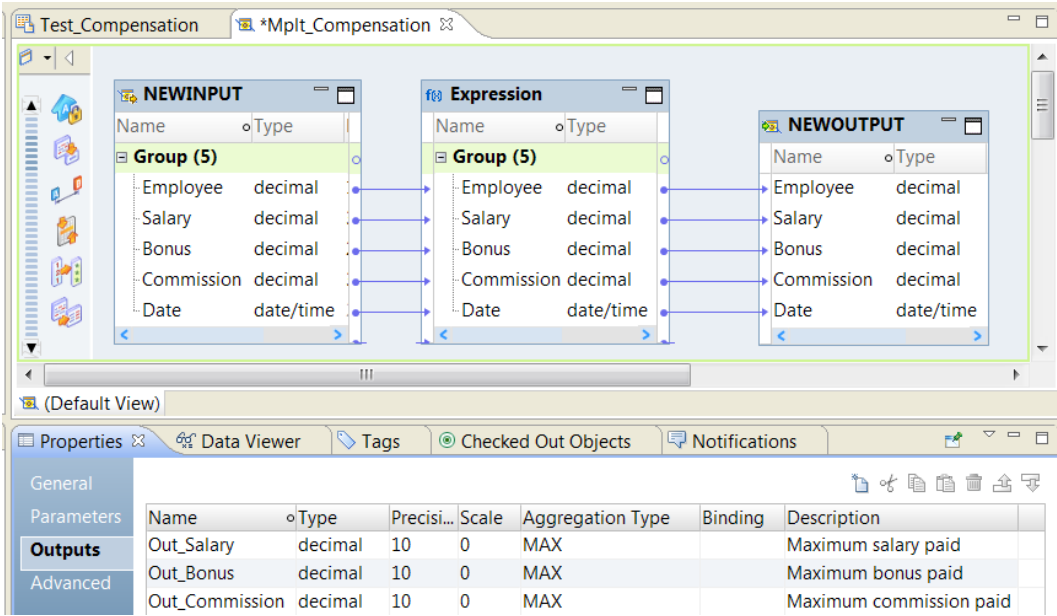 Test_Compensation *Mplt_Compensation
NEWINPUT
Name Type
Group (5)
Employee decimal
Salary decimal
Bonus decimal
Commission decimal
Date date/time
f(x) Expression
Name Type
Group (5)
Employee decimal
Salary decimal
Bonus decimal
Commission decimal
Date date/time
NEWOUTPUT
Name Type
Employee decimal
Salary decimal
Bonus decimal
Commission decimal
Date date/time
(Default View)
Properties Data Viewer Tags Checked Out Objects Notifications
General
Parameters
Outputs
Advanced
Name Type Precisi... Scale Aggregation Type Binding Description
Out_Salary decimal 10 0 MAX Maximum salary paid
Out_Bonus decimal 10 0 MAX Maximum bonus paid
Out_Commission decimal 10 0 MAX Maximum commission paid